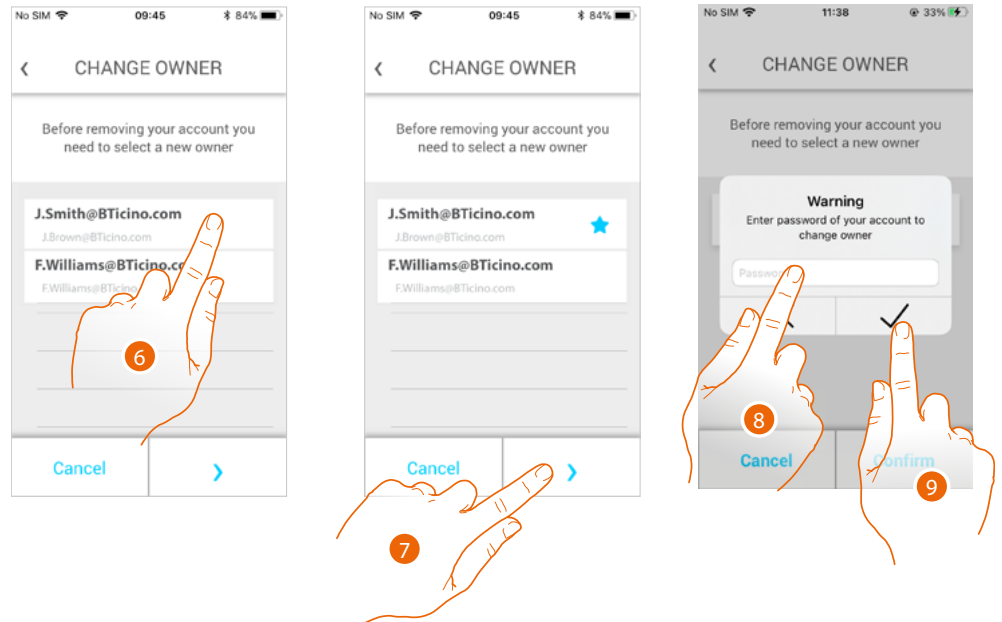 No SIM 09:45 84%
CHANGE OWNER
Before removing your account you
need to select a new owner
J.Smith@BTicino.com
J.Brown@BTicino.com
F.Williams@BTicino.co
F.Williams@BTicino
6
Cancel
No SIM 09:45 84%
CHANGE OWNER
Before removing your account you
need to select a new owner
J.Smith@BTicino.com
J.Brown@BTicino.com
F.Williams@BTicino.com
F.Williams@BTicino.com
Cancel
7
No SIM 11:38 33%
CHANGE OWNER
Before removing your account you
need to select a new owner
Warning
Enter password of your account to
change owner
Password
8
Cancel Confirm
9